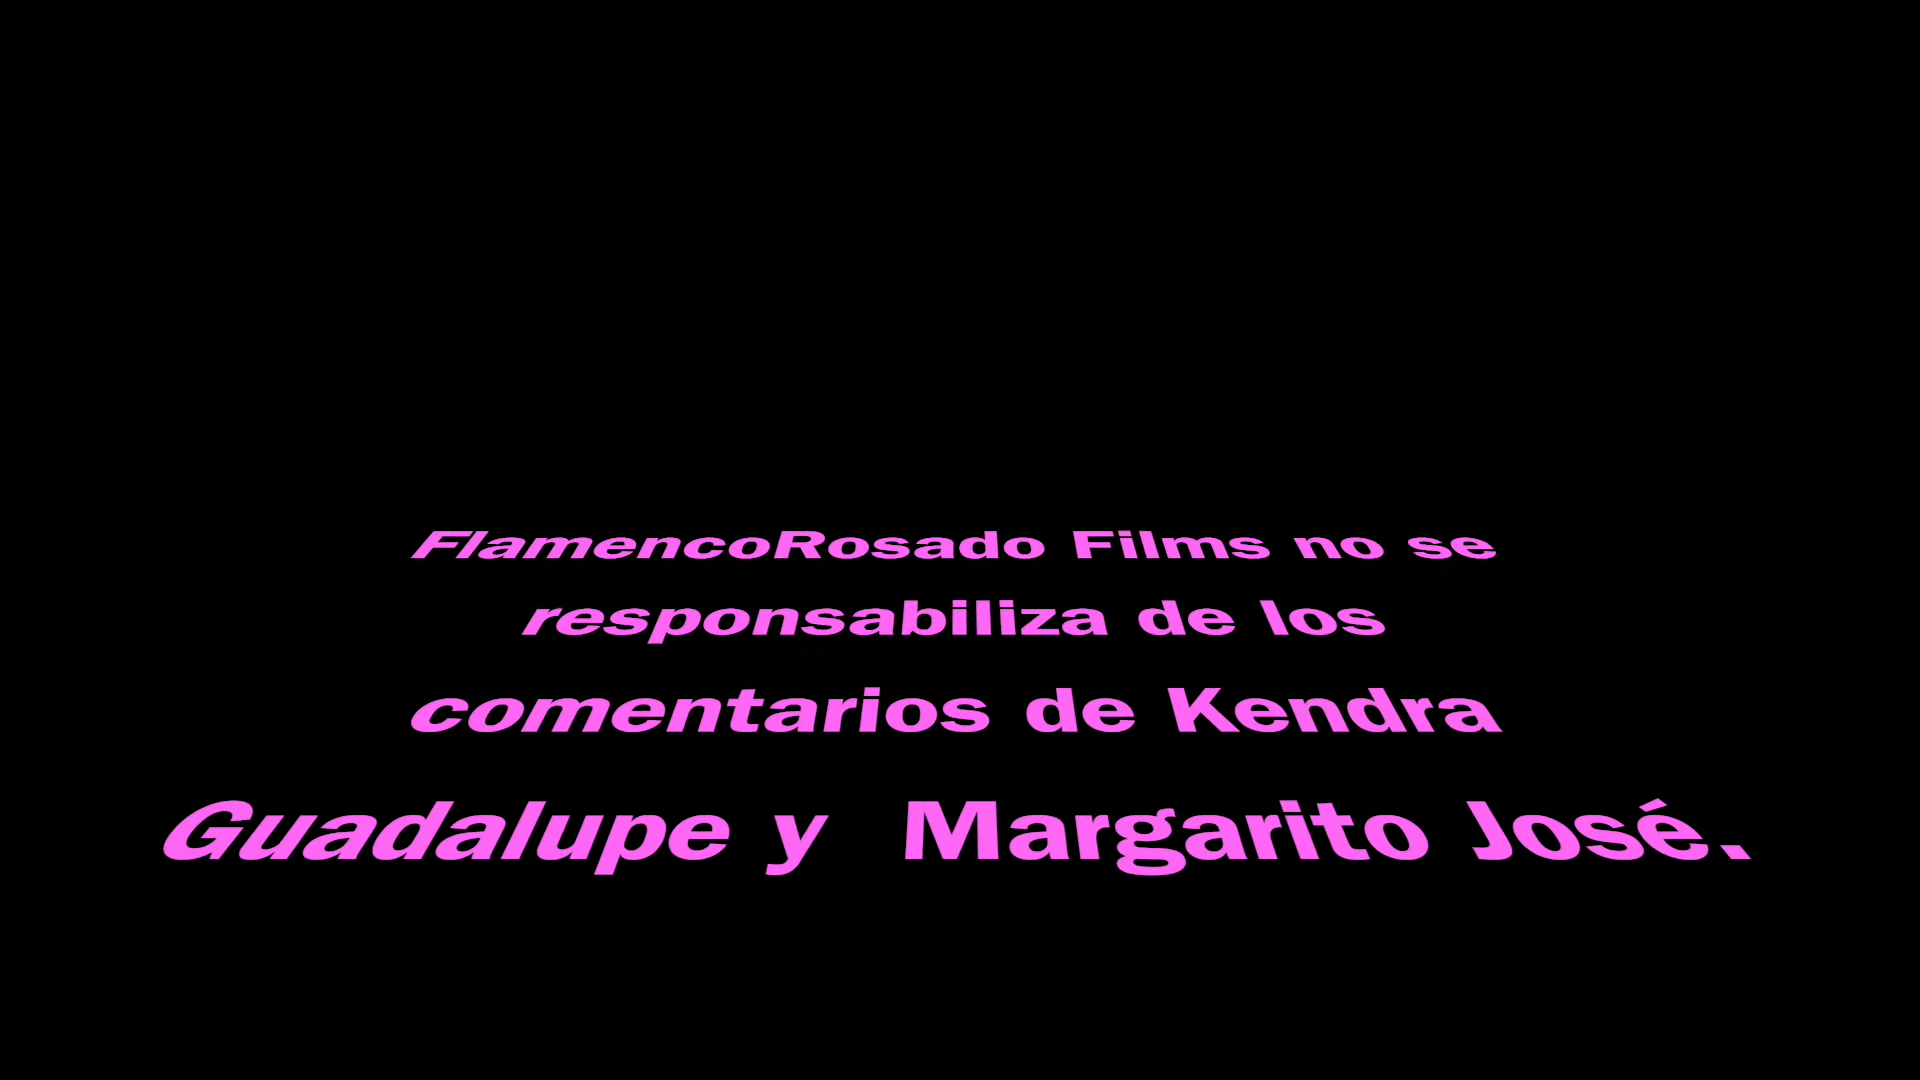 FlamencoRosado Films no se
responsabiliza de los
comentarios de Kendra
Guadalupe y  Margarito José.